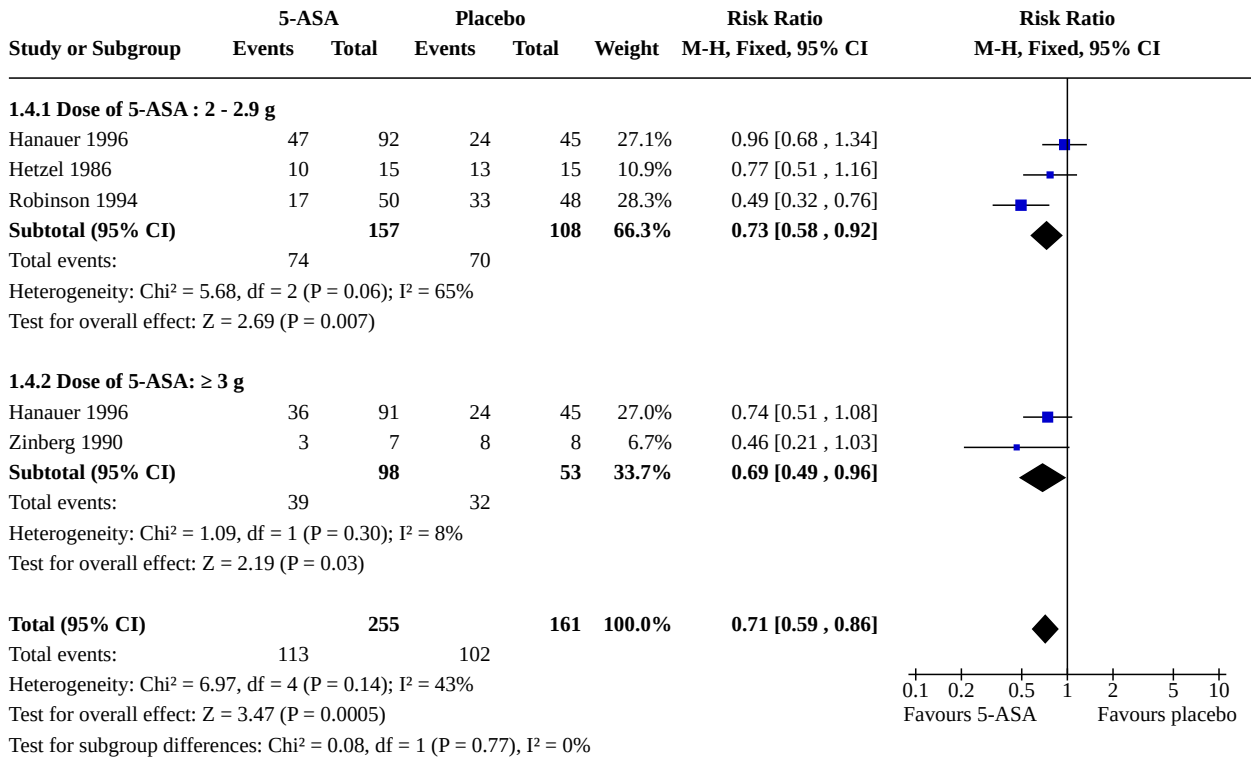 5-ASA Placebo Risk Ratio Risk Ratio
Study or Subgroup Events Total Events Total Weight M-H, Fixed, 95% CI M-H, Fixed, 95% CI
1.4.1 Dose of 5-ASA : 2 - 2.9 g
Hanauer 1996 47 92 24 45 27.1% 0.96 [0.68 , 1.34]
Hetzel 1986 10 15 13 15 10.9% 0.77 [0.51 , 1.16]
Robinson 1994 17 50 33 48 28.3% 0.49 [0.32 , 0.76]
Subtotal (95% CI) 157 108 66.3% 0.73 [0.58 , 0.92]
Total events: 74 70
Heterogeneity: Chi² = 5.68, df = 2 (P = 0.06); I² = 65%
Test for overall effect: Z = 2.69 (P = 0.007)
1.4.2 Dose of 5-ASA: ≥ 3 g
Hanauer 1996 36 91 24 45 27.0% 0.74 [0.51 , 1.08]
Zinberg 1990 3 7 8 8 6.7% 0.46 [0.21 , 1.03]
Subtotal (95% CI) 98 53 33.7% 0.69 [0.49 , 0.96]
Total events: 39 32
Heterogeneity: Chi² = 1.09, df = 1 (P = 0.30); I² = 8%
Test for overall effect: Z = 2.19 (P = 0.03)
Total (95% CI) 255 161 100.0% 0.71 [0.59 , 0.86]
Total events: 113 102
Heterogeneity: Chi² = 6.97, df = 4 (P = 0.14); I² = 43%
0.1 0.2 0.5 1 2 5 10
Test for overall effect: Z = 3.47 (P = 0.0005) Favours 5-ASA Favours placebo
Test for subgroup differences: Chi² = 0.08, df = 1 (P = 0.77), I² = 0%